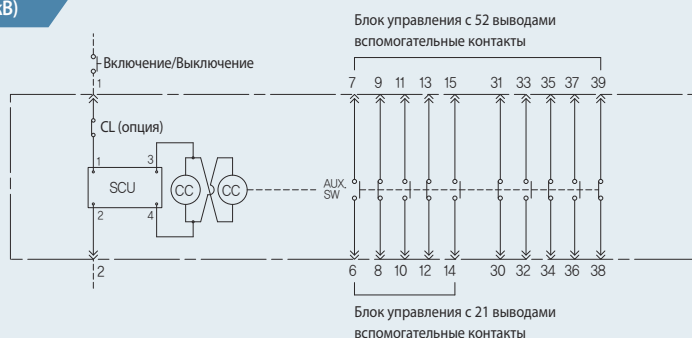 кВ)
Блок управления с 52 выводами
вспомогательные контакты
Включение/Выключение
1
7 9 11 13 15 31 33 35 37 39
CL (опция)
1 3
SCU
CC CC
AUX.
SW
2 4
2
6 8 10 12 14 30 32 34 36 38
Блок управления с 21 выводами
вспомогательные контакты